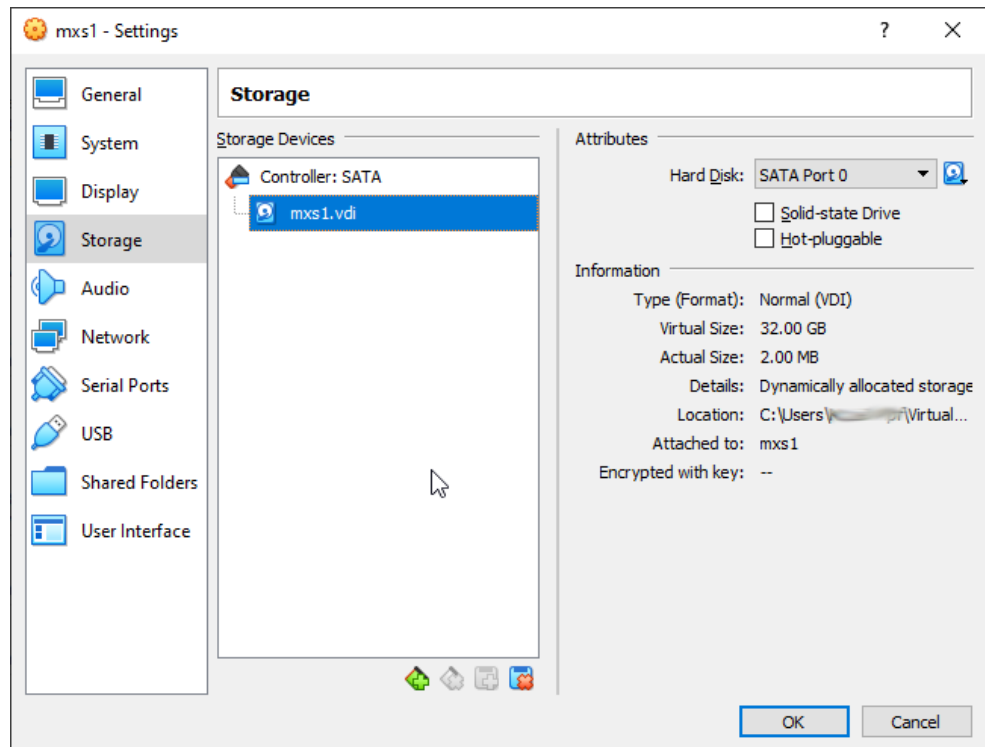 mxs1 - Settings
?
General
System
Display
Storage
Audio
Network
Serial Ports
USB
Shared Folders
User Interface
Storage
Storage Devices
Controller: SATA
mxs1.vdi
Attributes
Hard Disk: SATA Port 0
Solid-state Drive
Hot-pluggable
Information
Type (Format): Normal (VDI)
Virtual Size: 32.00 GB
Actual Size: 2.00 MB
Details: Dynamically allocated storage
Location: C:\Users\ \Virtual...
Attached to: mxs1
Encrypted with key: --
OK
Cancel